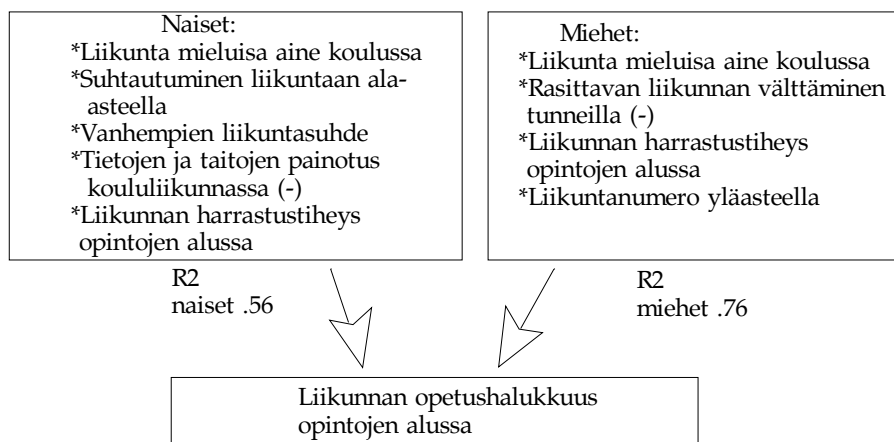 Naiset:
*Liikunta mieluisa aine koulussa
*Suhtautuminen liikuntaan ala-
asteella
*Vanhempien liikuntasuhde
*Tietojen ja taitojen painotus
koululiikunnassa (-)
*Liikunnan harrastustiheys
opintojen alussa
Miehet:
*Liikunta mieluisa aine koulussa
*Rasittavan liikunnan välttäminen
tunneilla (-)
*Liikunnan harrastustiheys
opintojen alussa
*Liikuntanumero yläasteella
R2
naiset .56
R2
miehet .76
Liikunnan opetushalukkuus
opintojen alussa